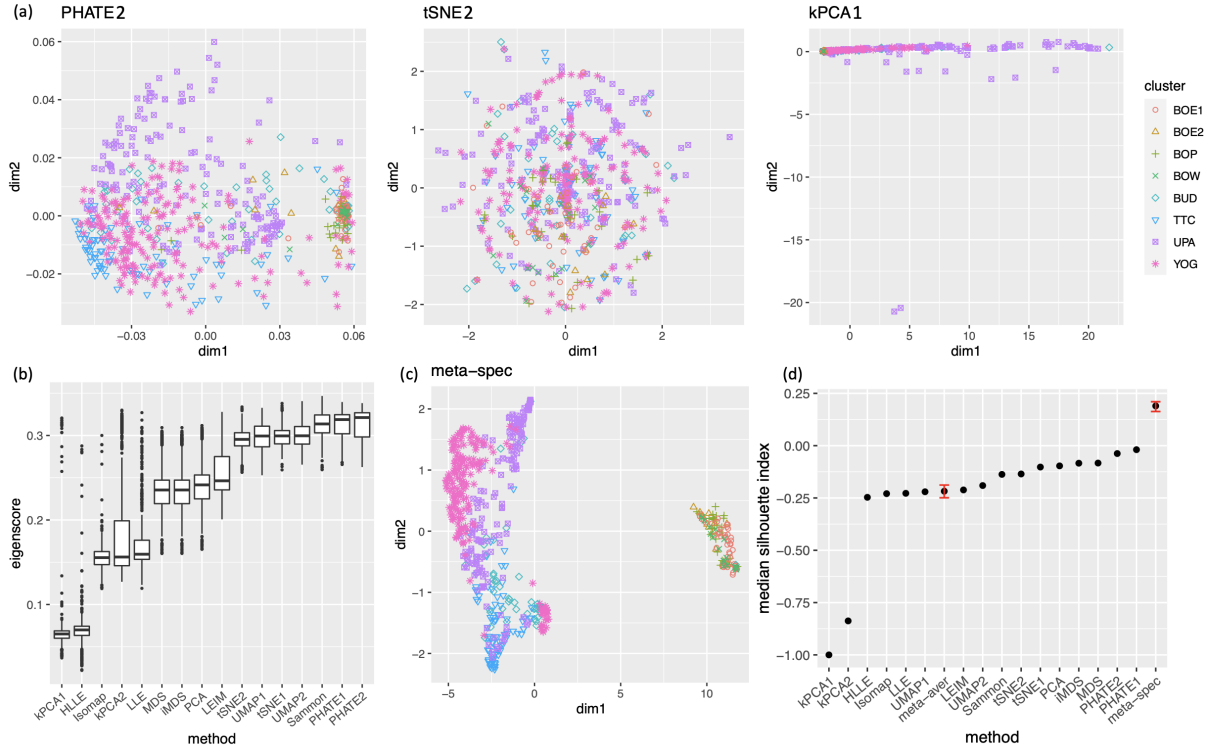 (a)
PHATE2
tSNE2
kPCA1
0.06
0.04
0.02
0.00
−0.02
dim2
−0.03
0.00
0.03
0.06
dim1
2
1
0
−1
−2
dim2
−2
0
2
dim1
0
−5
−10
−15
−20
dim2
0
5
10
15
20
dim1
cluster
BOE1
BOE2
BOP
BOW
BUD
TTC
UPA
YOG
(b)
0.3
0.2
0.1
eigenscore
kPCA1
HLLE
Isomap
kPCA2
LLE
MDS
iMDS
PCA
LEIM
tSNE2
UMAP1
tSNE1
UMAP2
Sammon
PHATE1
PHATE2
method
(c)
meta−spec
2
1
0
−1
−2
dim2
−5
0
5
10
dim1
(d)
0.25
0.00
−0.25
−0.50
−0.75
−1.00
median silhouette index
kPCA1
kPCA2
HLLE
Isomap
LLE
UMAP1
meta−aver
LEIM
UMAP2
Sammon
tSNE2
tSNE1
PCA
iMDS
MDS
PHATE2
PHATE1
meta−spec
method